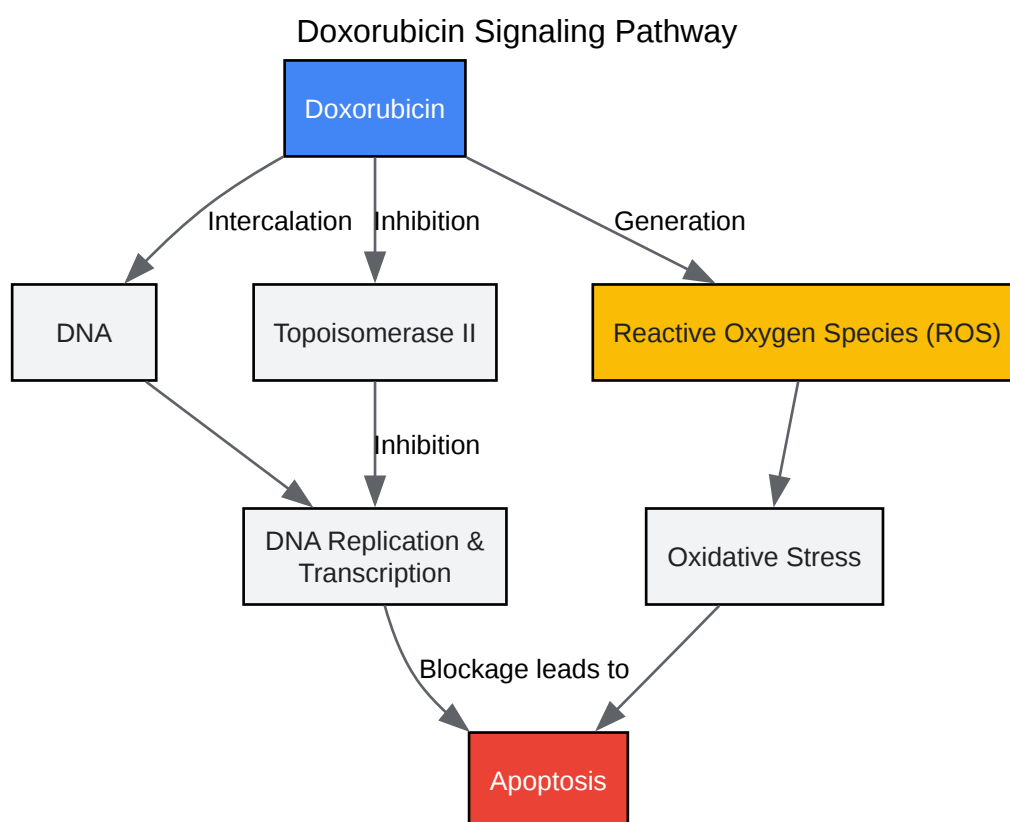 Doxorubicin Signaling Pathway
Doxorubicin
Intercalation
Inhibition
Generation
DNA
Topoisomerase II
Reactive Oxygen Species (ROS)
Inhibition
DNA Replication &
Transcription
Oxidative Stress
Blockage leads to
Apoptosis